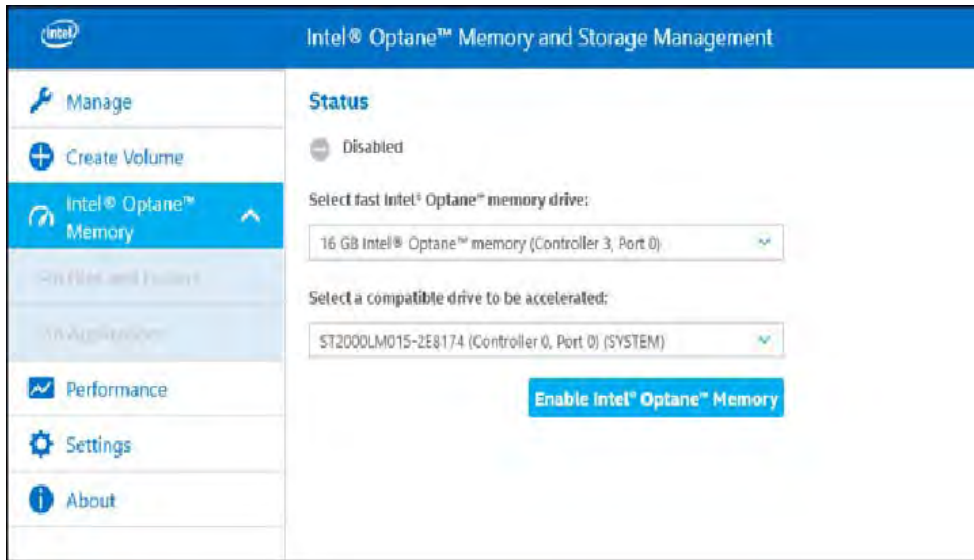 intel
Intel® Optane™ Memory and Storage Management
Manage
Create Volume
Intel® Optane™
Memory
Performance
Settings
About
Status
Disabled
Select fast Intel® Optane™ memory drive:
16 GB Intel® Optane™ memory (Controller 3, Port 0)
Select a compatible drive to be accelerated:
ST2000LM015-2E8174 (Controller 0, Port 0) (SYSTEM)
Enable Intel® Optane™ Memory